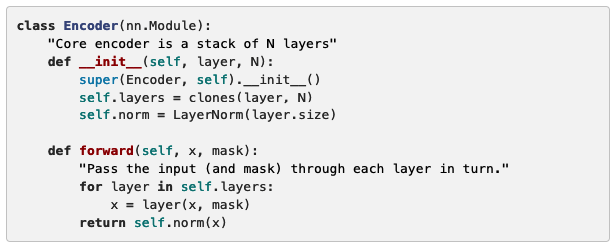 class Encoder(nn.Module):
    "Core encoder is a stack of N layers"
    def __init__(self, layer, N):
        super(Encoder, self).__init__()
        self.layers = clones(layer, N)
        self.norm = LayerNorm(layer.size)

    def forward(self, x, mask):
        "Pass the input (and mask) through each layer in turn."
        for layer in self.layers:
            x = layer(x, mask)
        return self.norm(x)